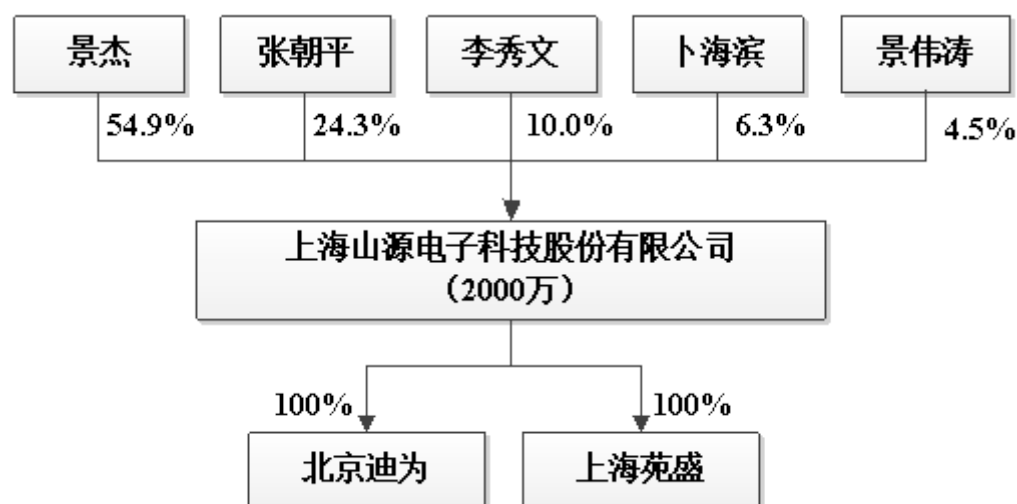 景杰
张朝平
李秀文
卜海滨
景伟涛
54.9%
24.3%
10.0%
6.3%
4.5%
上海山源电子科技股份有限公司
（2000万）
100%
100%
北京迪为
上海苑盛